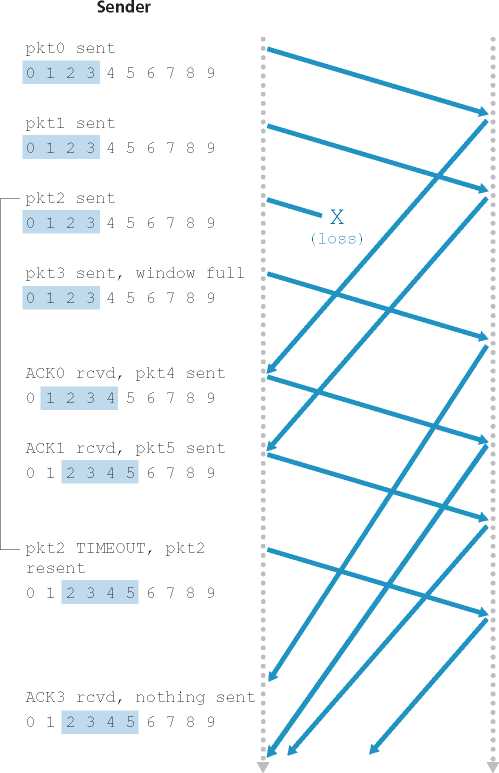 Sender
pkt0 sent
0 1 2 3 4 5 6 7 8 9
pkt1 sent
0 1 2 3 4 5 6 7 8 9
pkt2 sent
0 1 2 3 4 5 6 7 8 9
X
(loss)
pkt3 sent, window full
0 1 2 3 4 5 6 7 8 9
ACK0 rcvd, pkt4 sent
0 1 2 3 4 5 6 7 8 9
ACK1 rcvd, pkt5 sent
0 1 2 3 4 5 6 7 8 9
pkt2 TIMEOUT, pkt2
resent
0 1 2 3 4 5 6 7 8 9
ACK3 rcvd, nothing sent
0 1 2 3 4 5 6 7 8 9